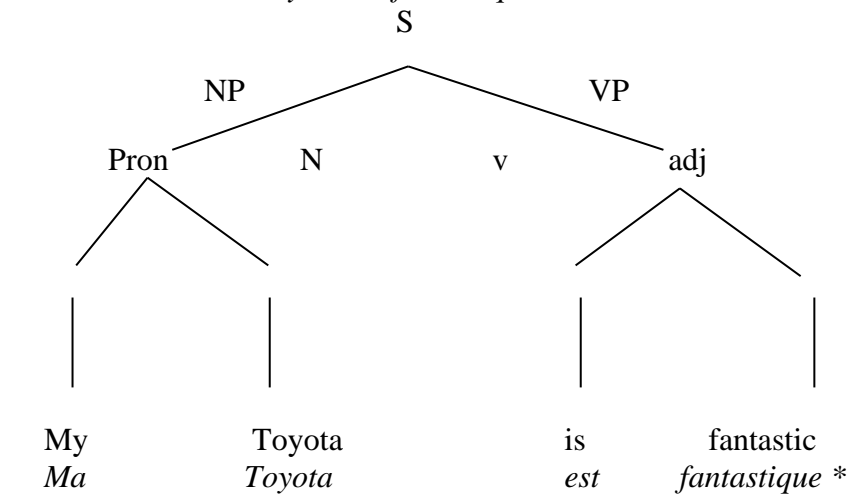 S
NP VP
Pron N v adj
My Toyota is fantastic
Ma Toyota est fantastique *